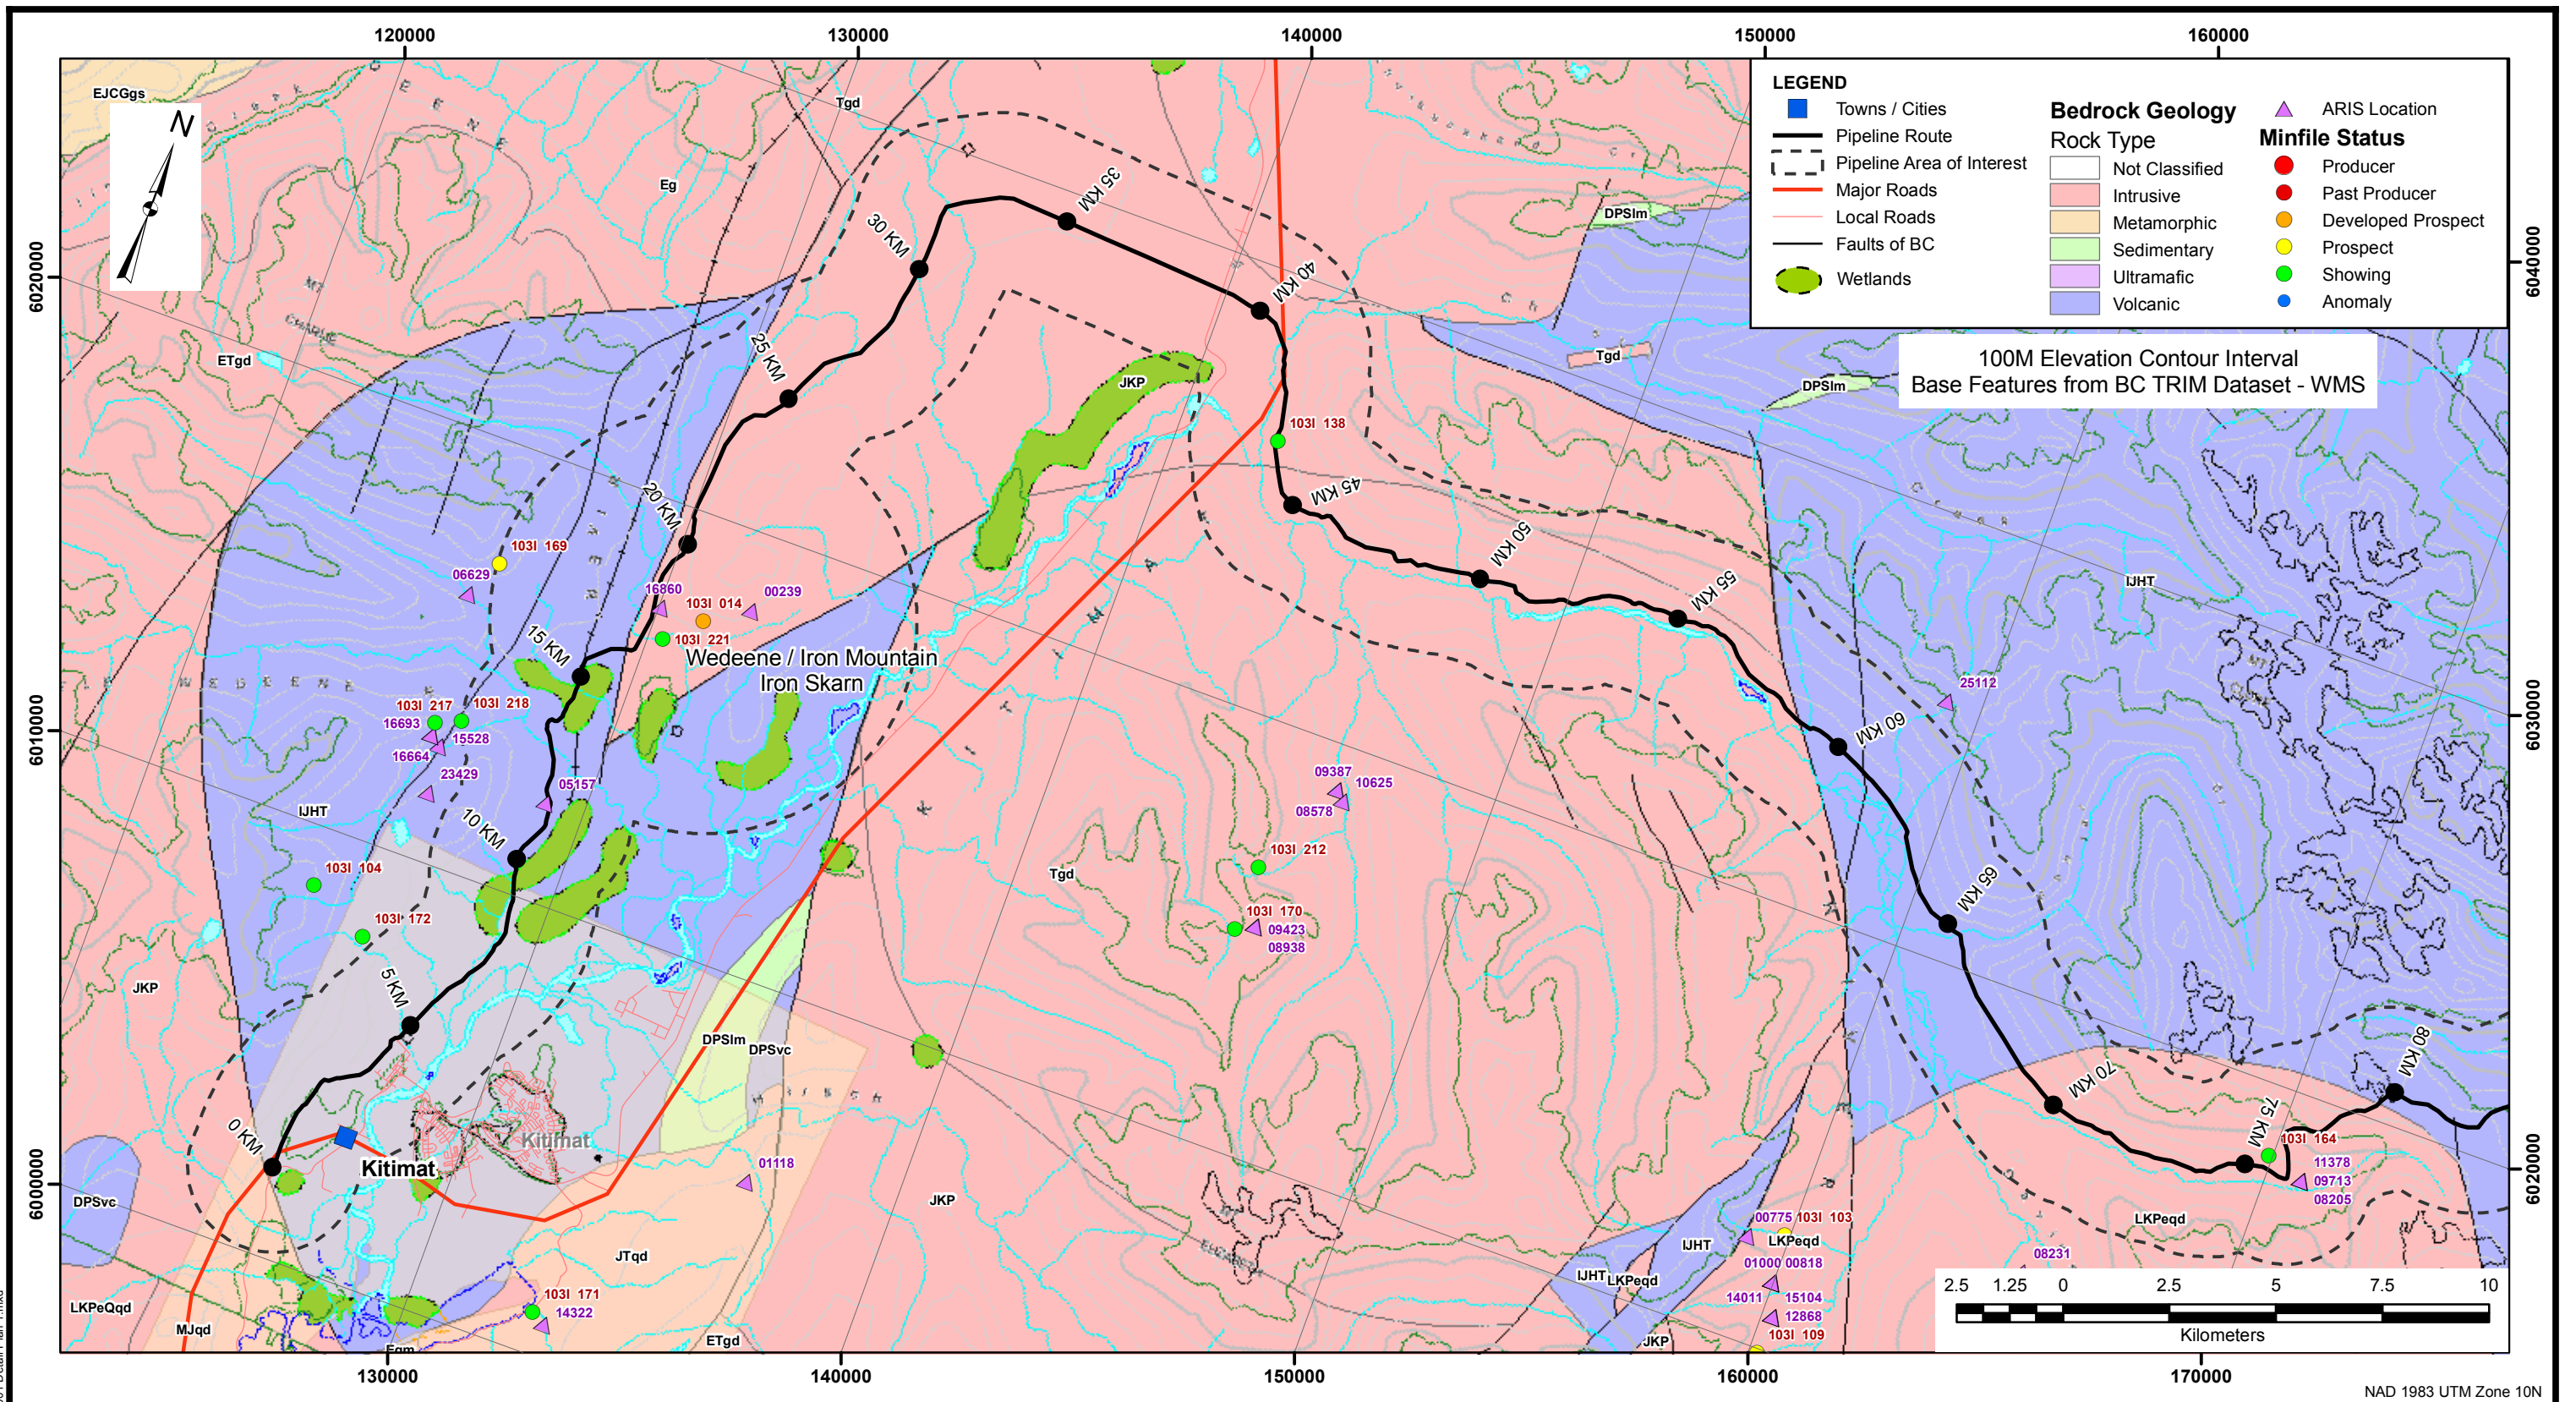 120000
130000
140000
150000
160000
LEGEND
Towns / Cities
Pipeline Route
Pipeline Area of Interest
Major Roads
Local Roads
Faults of BC
Wetlands
Bedrock Geology
Rock Type
Not Classified
Intrusive
Metamorphic
Sedimentary
Ultramafic
Volcanic
ARIS Location
Minfile Status
Producer
Past Producer
Developed Prospect
Prospect
Showing
Anomaly
100M Elevation Contour Interval
Base Features from BC TRIM Dataset - WMS
EJCGgs
N
Tgd
Eg
DPSlm
Tgd
DPSlm
ETgd
JKP
6020000
6010000
6000000
6040000
6030000
6020000
35 KM
30 KM
40 KM
25 KM
20 KM
45 KM
50 KM
55 KM
15 KM
60 KM
10 KM
65 KM
5 KM
70 KM
0 KM
75 KM
80 KM
103I 138
103I 169
06629
16860
103I 014
00239
103I 221
Wedeene / Iron Mountain
Iron Skarn
IJHT
25112
103I 217
103I 218
16693
15528
16664
23429
05157
09387
10625
08578
IJHT
103I 104
103I 212
Tgd
103I 172
103I 170
09423
08938
JKP
DPSlm
DPSvc
Kitimat
Kitimat
01118
DPSvc
JKP
103I 164
11378
09713
08205
LKPeqd
00775
103I 103
LKPeqd
IJHT
01000
00818
08231
IJHT
LKPeqd
14011
15104
12868
103I 109
JKP
JTqd
103I 171
14322
LKPeQqd
MJqd
Egm
ETgd
2.5
1.25
0
2.5
5
7.5
10
Kilometers
130000
140000
150000
160000
170000
NAD 1983 UTM Zone 10N